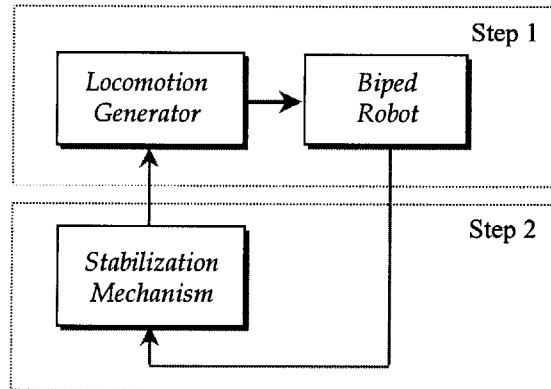 Step 1
Locomotion
Generator
Biped
Robot
Step 2
Stabilization
Mechanism